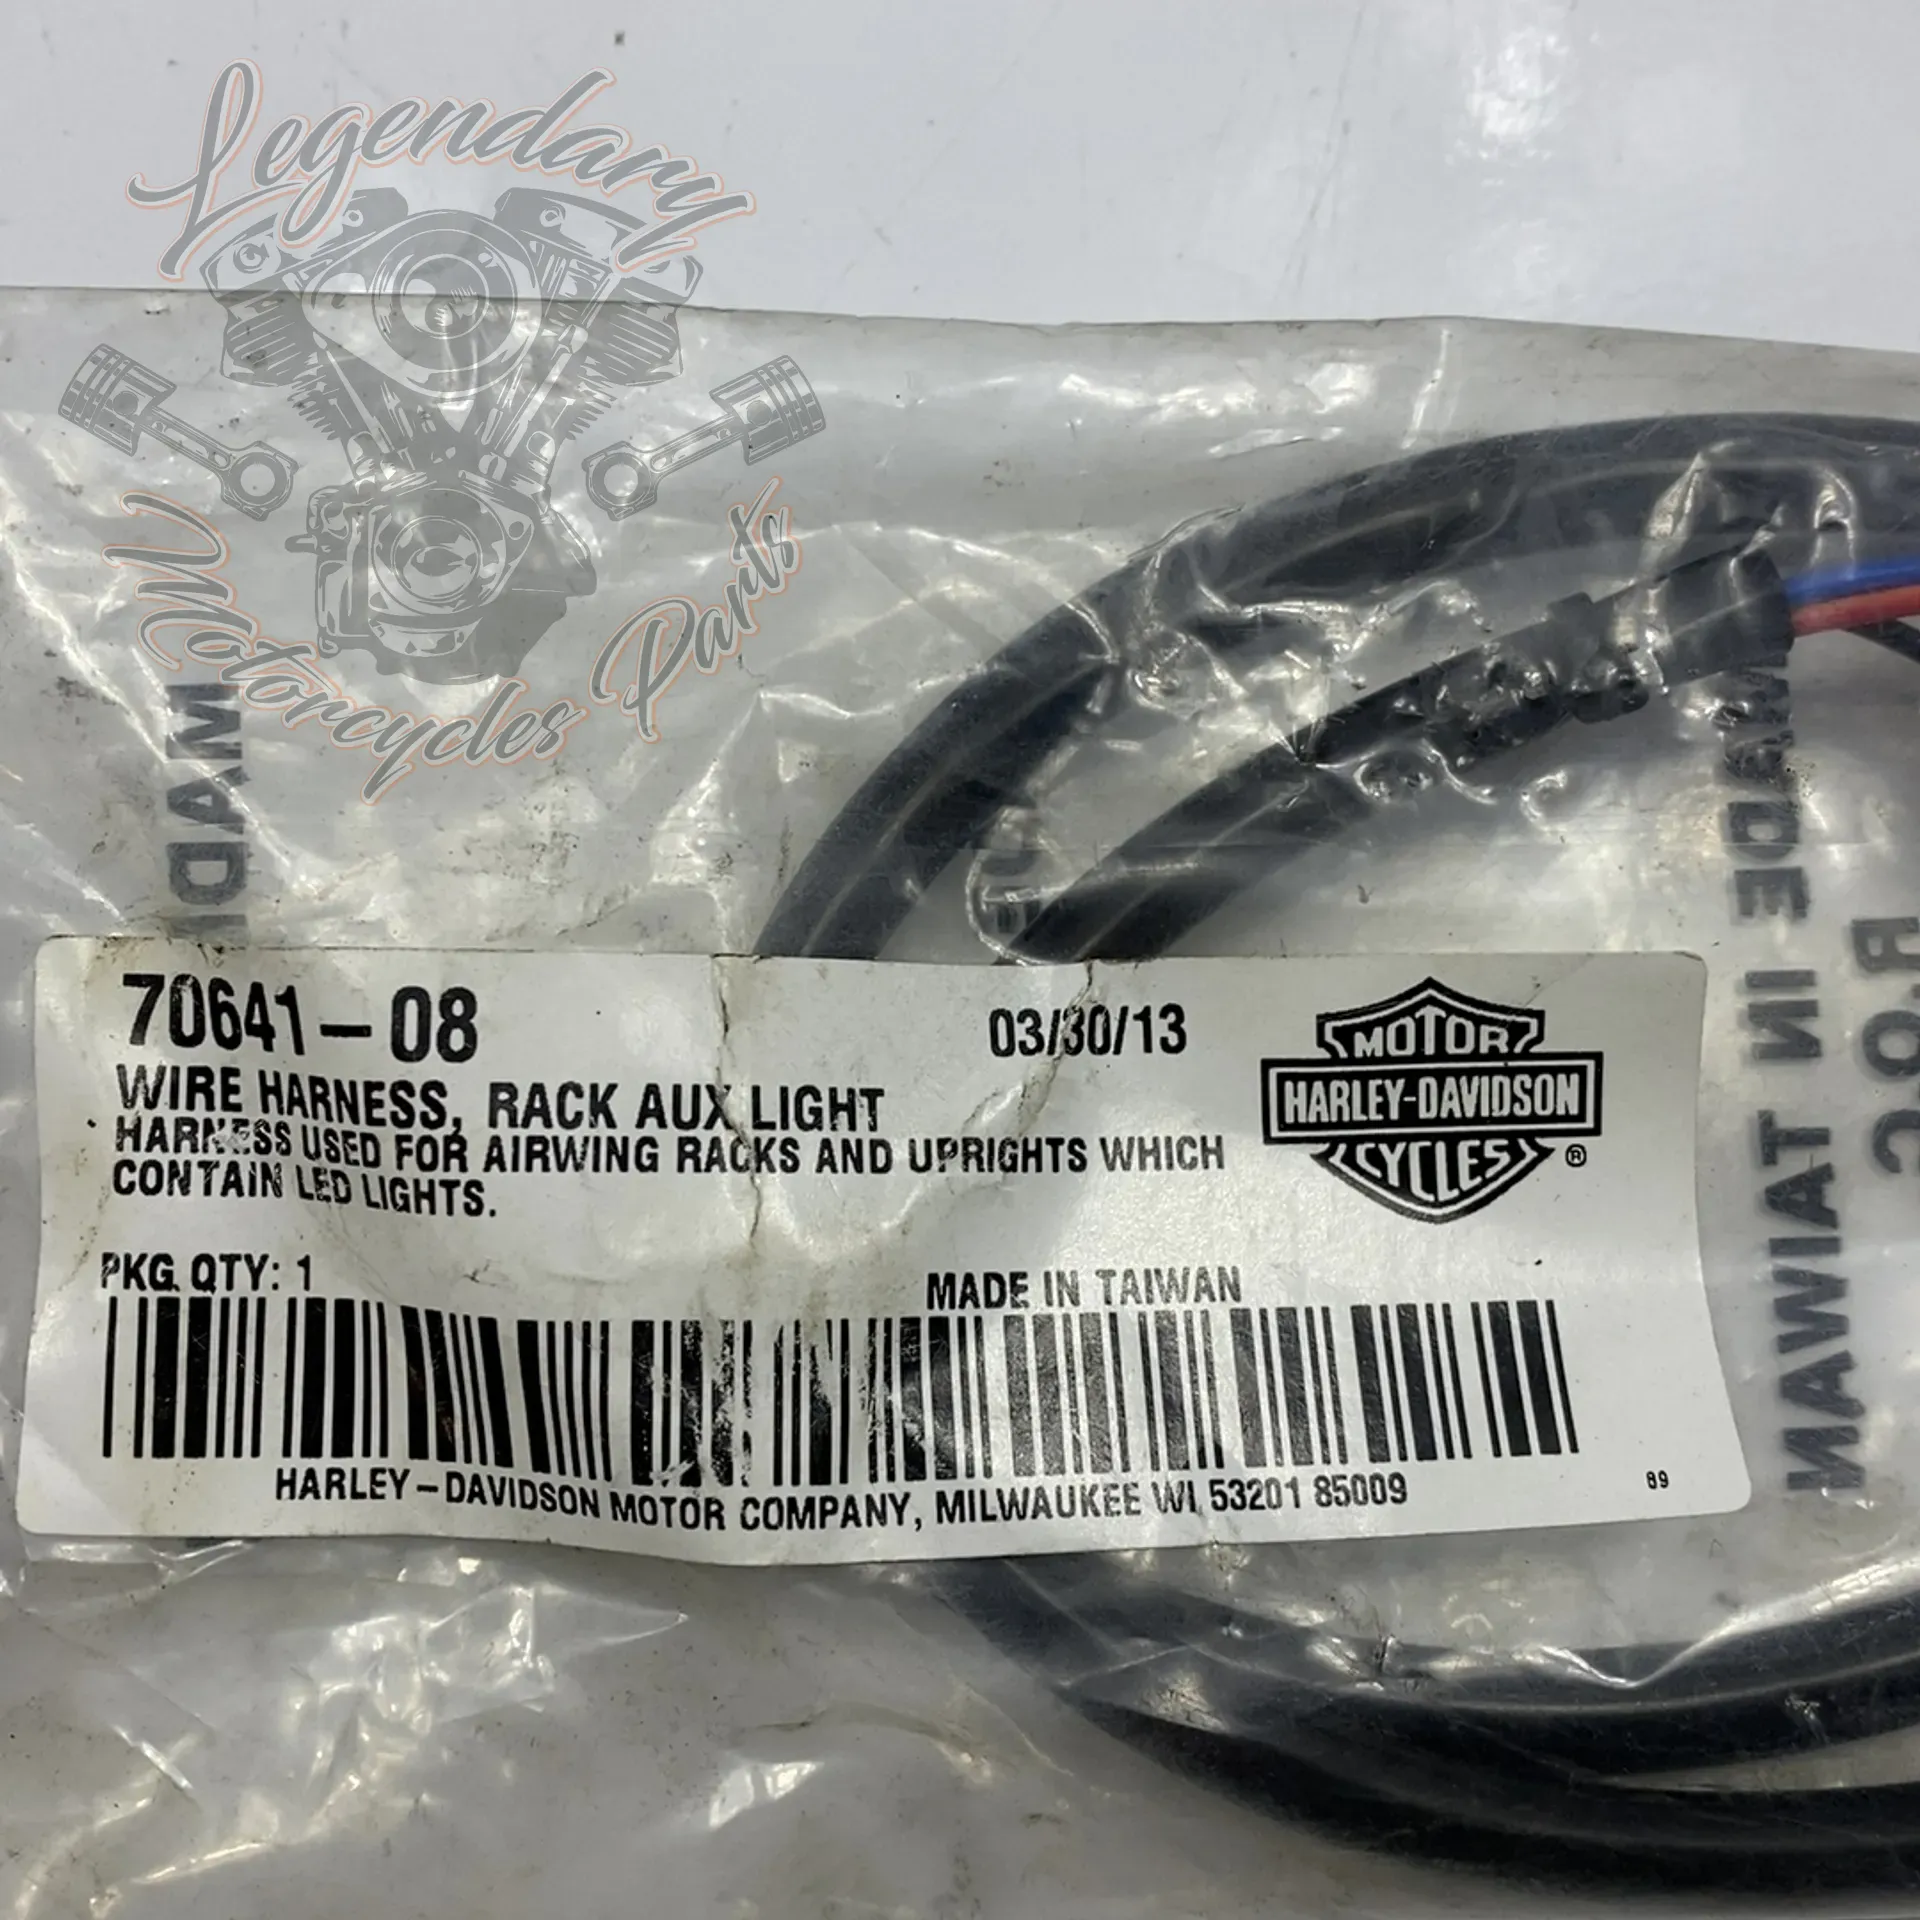 Legendary
Motorcycles Parts
MADE IN TAIWAN
R.O.C
70641-08
03/30/13
WIRE HARNESS, RACK AUX LIGHT
HARNESS USED FOR AIRWING RACKS AND UPRIGHTS WHICH
CONTAIN LED LIGHTS.
MOTOR
HARLEY-DAVIDSON
CYCLES
®
PKG. QTY: 1
MADE IN TAIWAN
HARLEY-DAVIDSON MOTOR COMPANY, MILWAUKEE WI, 53201 85009
89